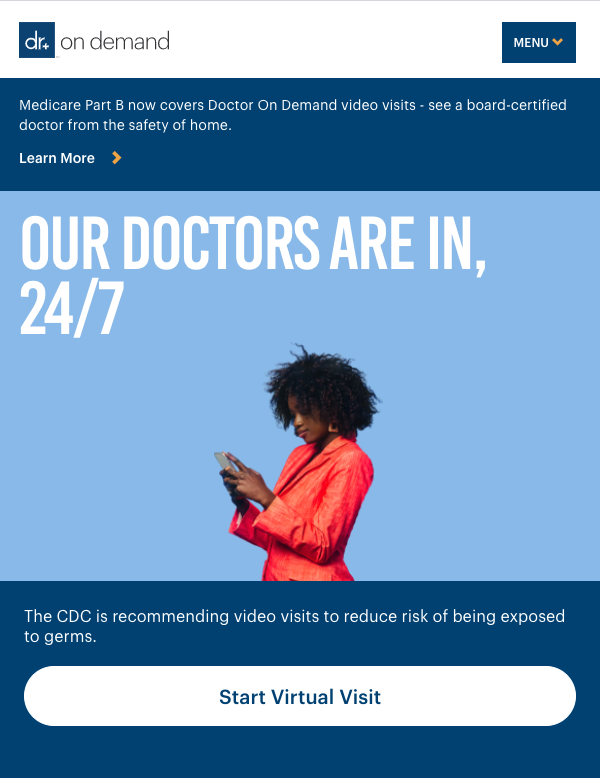 dr+ on demand
MENU
Medicare Part B now covers Doctor On Demand video visits - see a board-certified
doctor from the safety of home.
Learn More
OUR DOCTORS ARE IN,
24/7
The CDC is recommending video visits to reduce risk of being exposed
to germs.
Start Virtual Visit